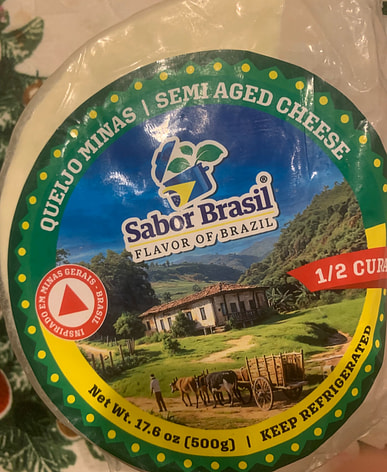 QUEIJO MINAS | SEMI AGED CHEESE
Sabor Brasil®
FLAVOR OF BRAZIL
1/2 CURA
INSPIRADO EM MINAS GERAIS - BRASIL
Net Wt. 17.6 oz (500g) | KEEP REFRIGERATED